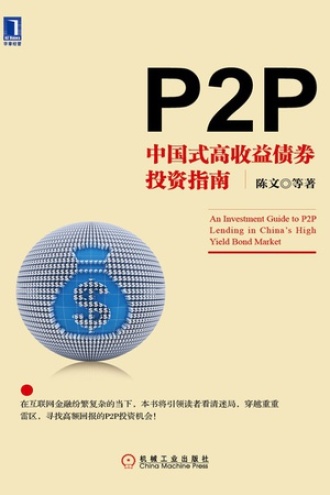 华章经管
P2P
中国式高收益债券
投资指南
陈文◎等著
An Investment Guide to P2P
Lending in China's High
Yield Bond Market
$
在互联网金融纷繁复杂的当下，本书将引领读者看清迷局，穿越重重
雷区，寻找高额回报的P2P投资机会！
机械工业出版社
China Machine Press